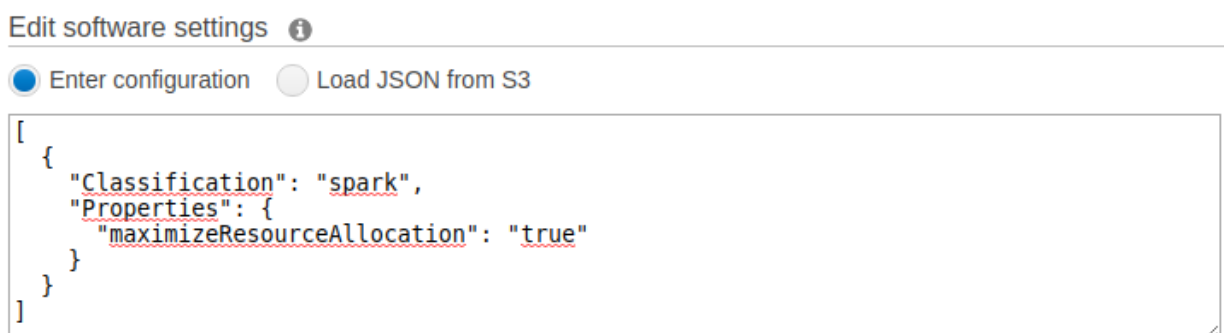 Edit software settings
Enter configuration Load JSON from S3
[
  {
    "Classification": "spark",
    "Properties": {
      "maximizeResourceAllocation": "true"
    }
  }
]